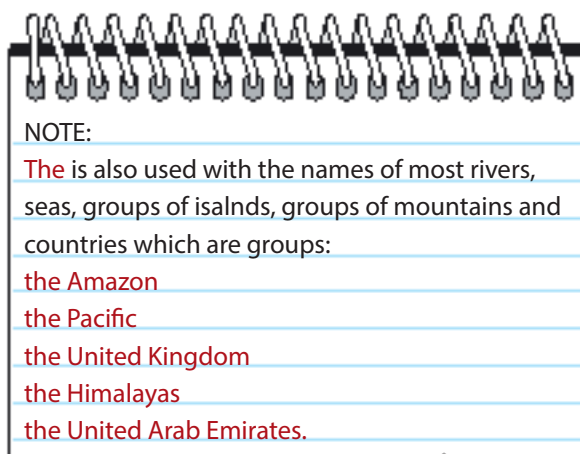 NOTE:
The is also used with the names of most rivers,
seas, groups of isalnds, groups of mountains and
countries which are groups:
the Amazon
the Pacific
the United Kingdom
the Himalayas
the United Arab Emirates.